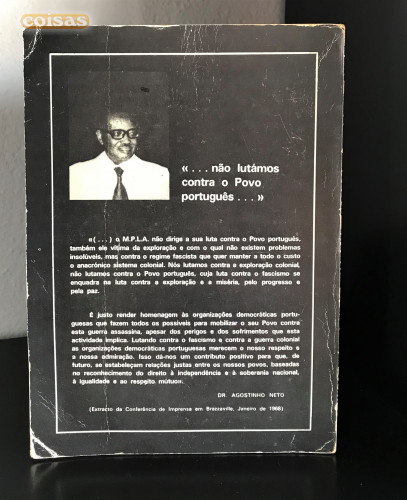 coisas
«...não lutámos
contra o Povo
português...»
«(...) o M.P.L.A. não dirige a sua luta contra o Povo português,
também ele vítima da exploração e com o qual não existem problemas
insolúveis, mas contra o regime fascista que quer manter a todo o custo
o anacrónico sistema colonial. Nós lutamos contra a exploração colonial,
não lutamos contra o Povo português, cuja luta contra o fascismo se
enquadra na luta contra a exploração e a miséria, pelo progresso e
pela paz.
É justo render homenagem às organizações democráticas portu-
guesas que fazem todos os possíveis para mobilizar o seu Povo contra
esta guerra assassina, apesar dos perigos e dos sofrimentos que esta
actividade implica. Lutando contra o fascismo e contra a guerra colonial
as organizações democráticas portuguesas merecem o nosso respeito e
a nossa admiração. Isso dá-nos um contributo positivo para que, de
futuro, se estabeleçam relações justas entre os nossos povos, baseadas
no reconhecimento do direito à independência e à soberania nacional,
à igualdade e ao respeito mútuo».
DR. AGOSTINHO NETO
(Extracto da Conferência de Imprensa em Brazzaville, Janeiro de 1968)